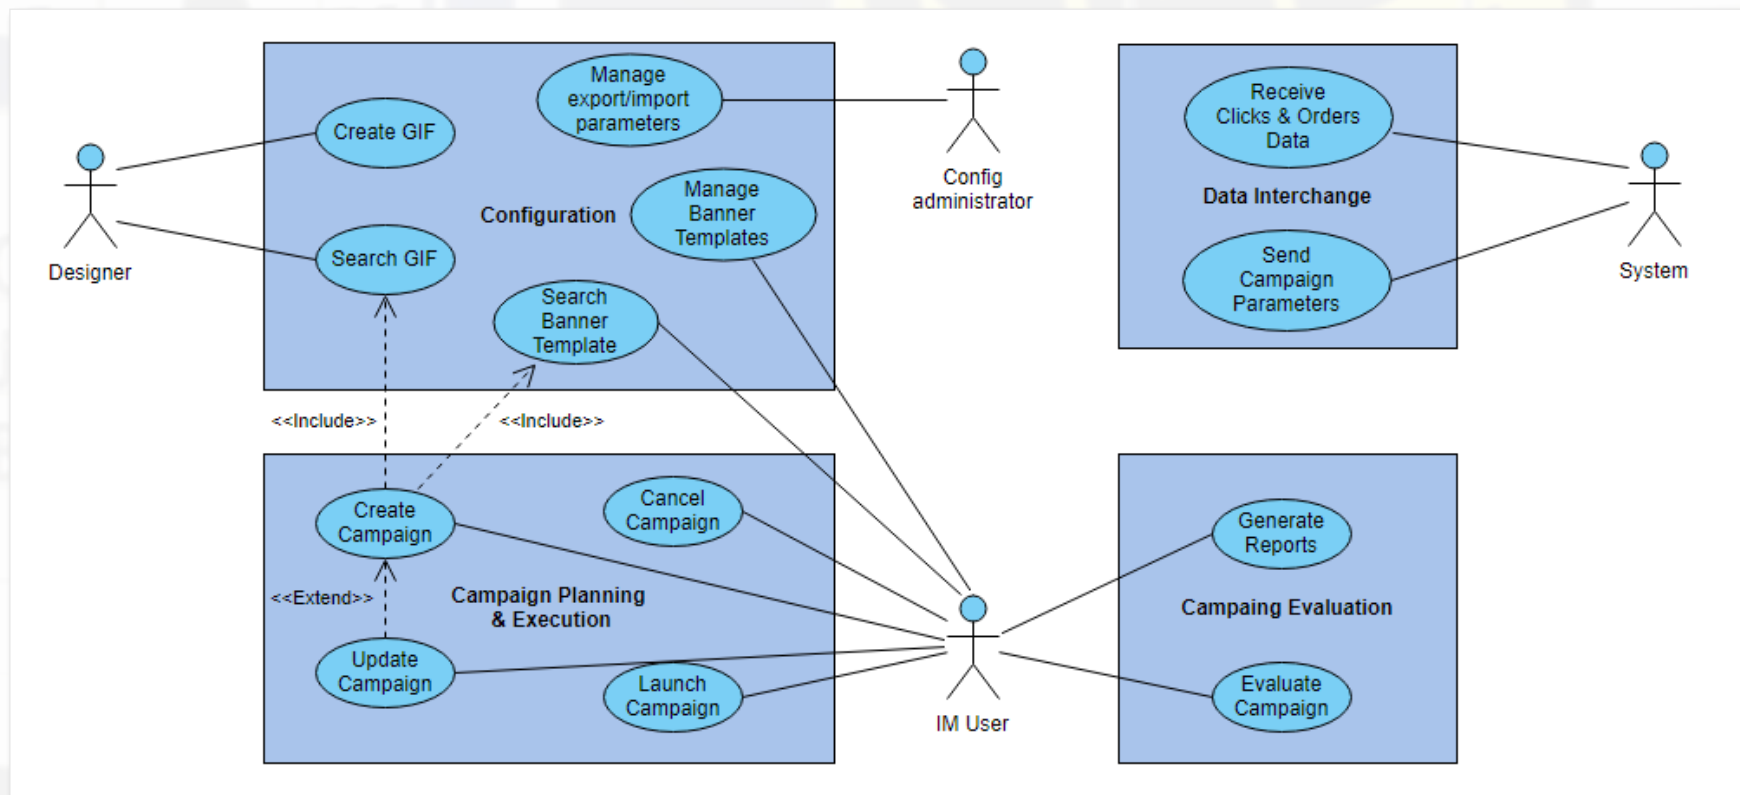 Manage
export/import
parameters
Create GIF
Config
administrator
Receive
Clicks & Orders
Data
Manage
Banner
Templates
Configuration
Data Interchange
Designer
Search GIF
Send
Campaign
Parameters
System
Search
Banner
Template
<<Include>>
<<Include>>
Create
Campaign
Cancel
Campaign
Generate
Reports
<<Extend>>
Campaign Planning
& Execution
Campaing Evaluation
Update
Campaign
Launch
Campaign
IM User
Evaluate
Campaign